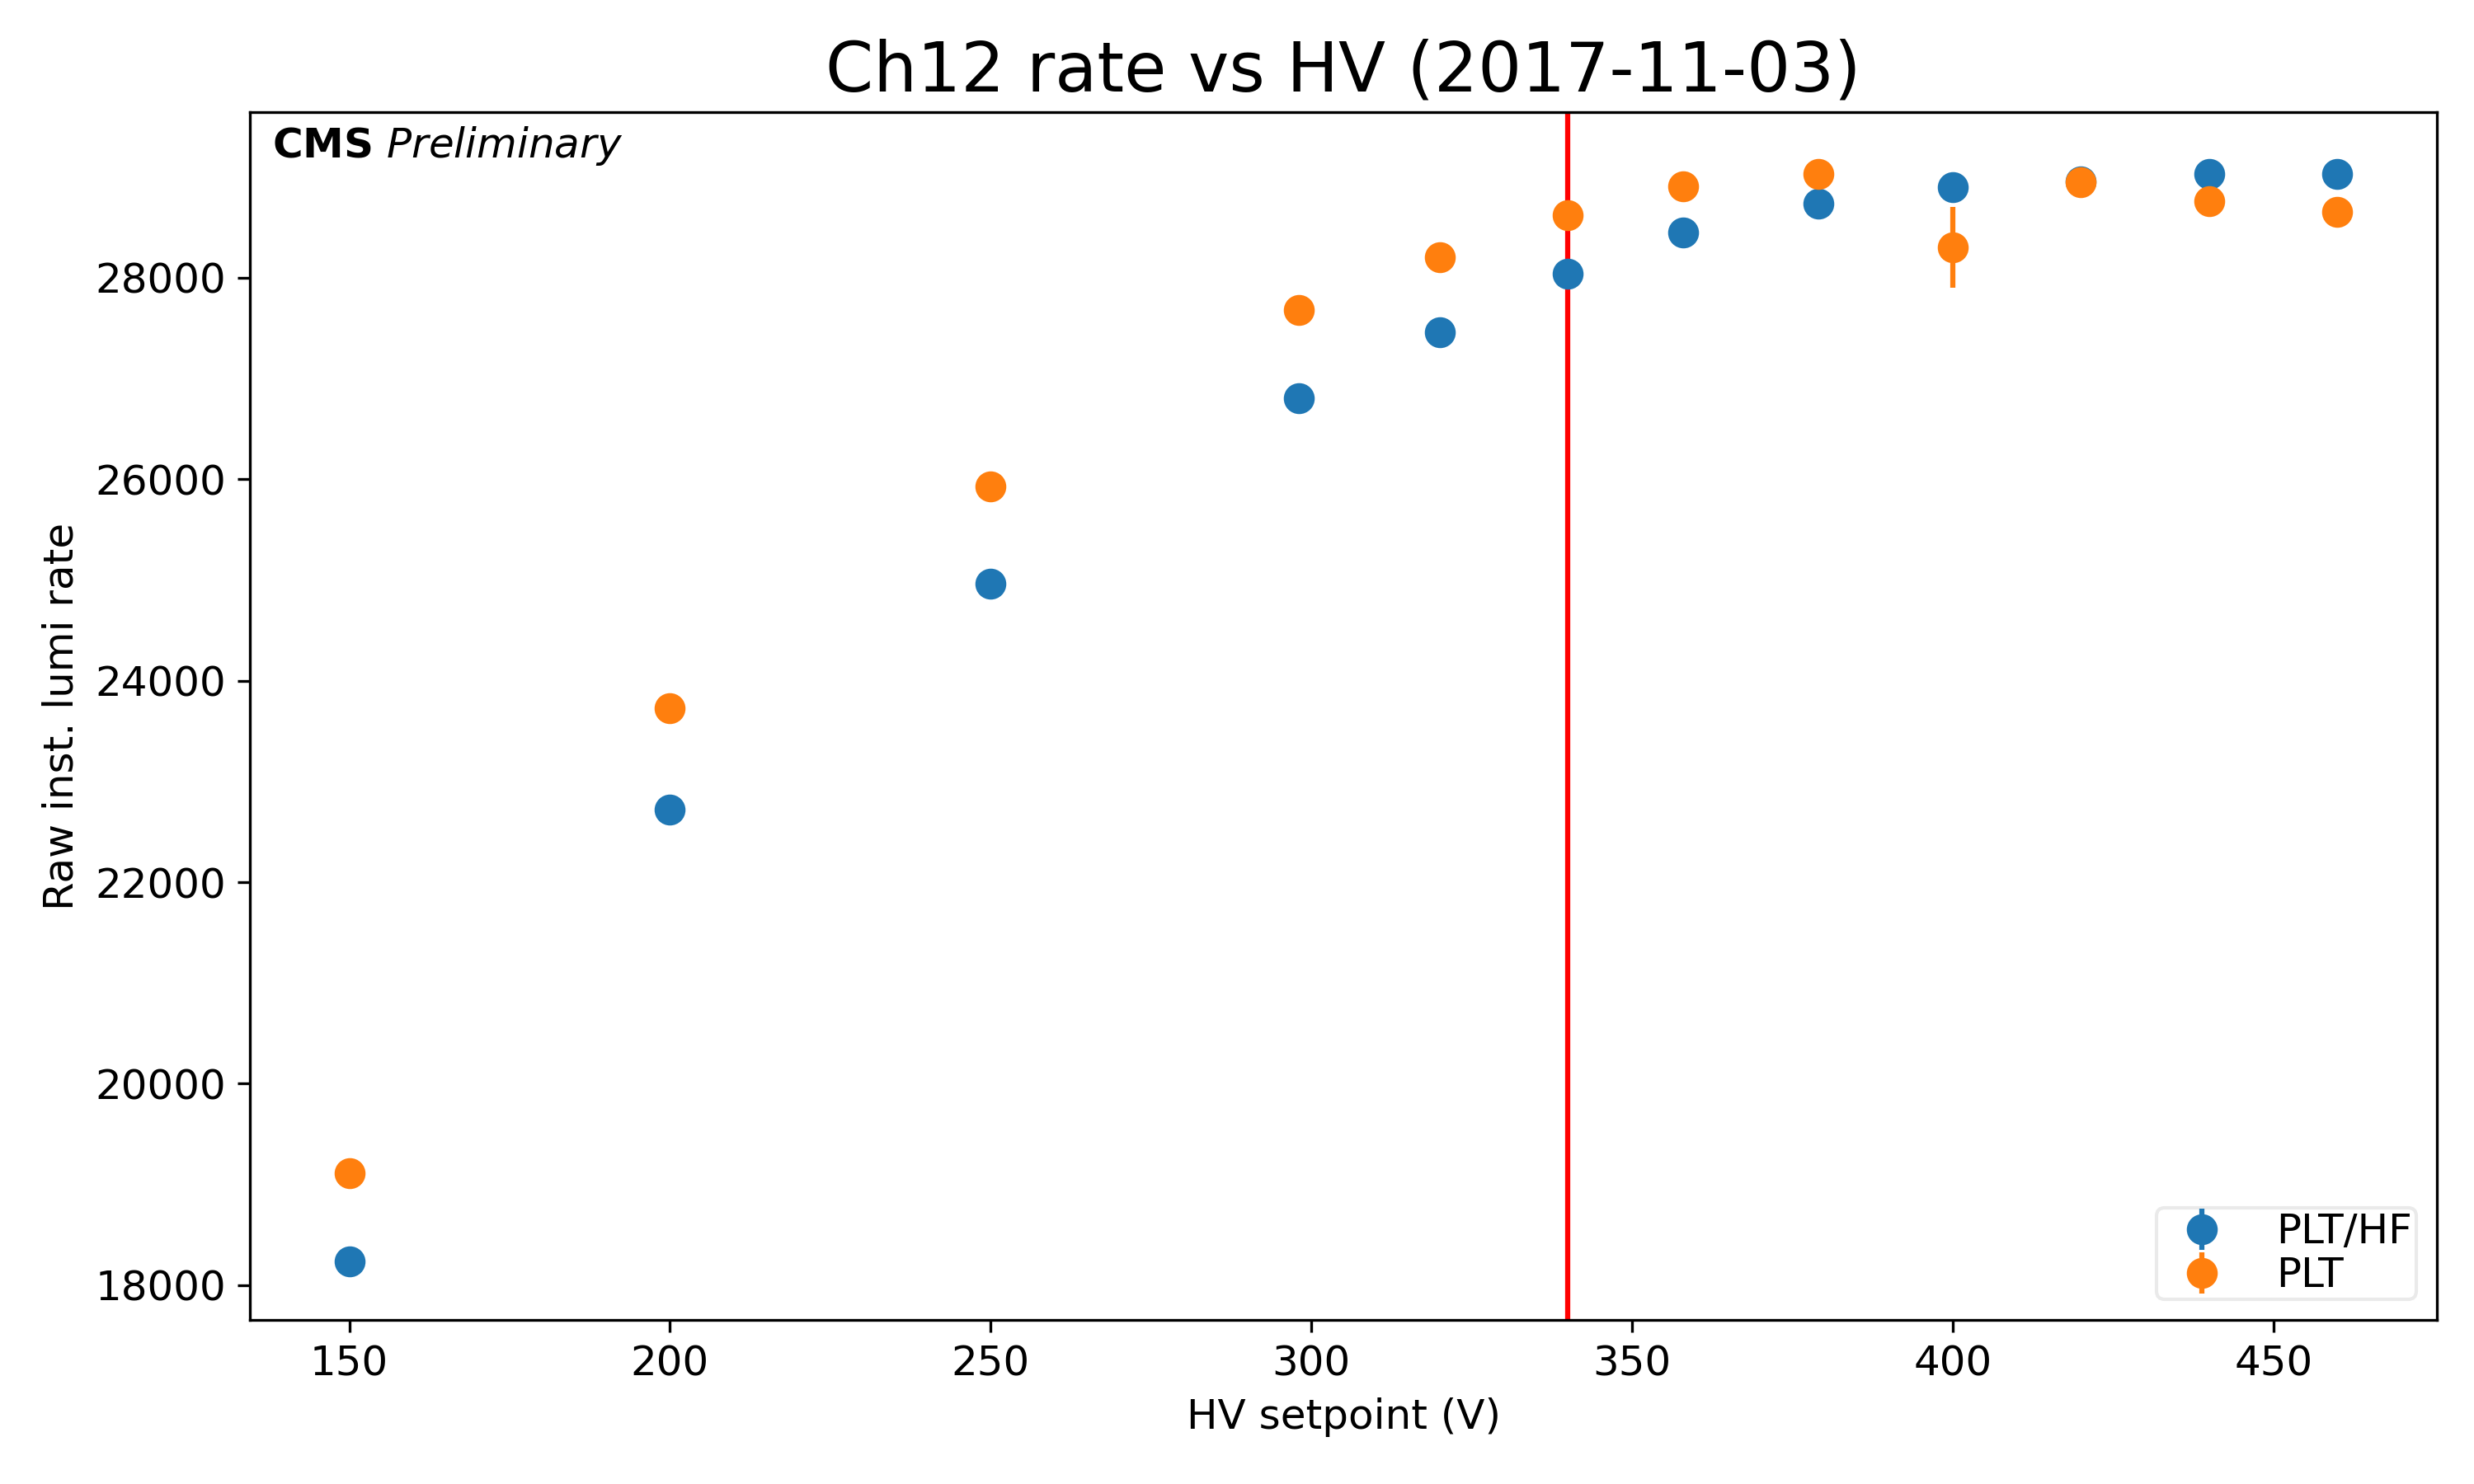 Ch12 rate vs HV (2017-11-03)
CMS Preliminary
28000
26000
24000
22000
20000
18000
Raw inst. lumi rate
PLT/HF
PLT
150 200 250 300 350 400 450
HV setpoint (V)